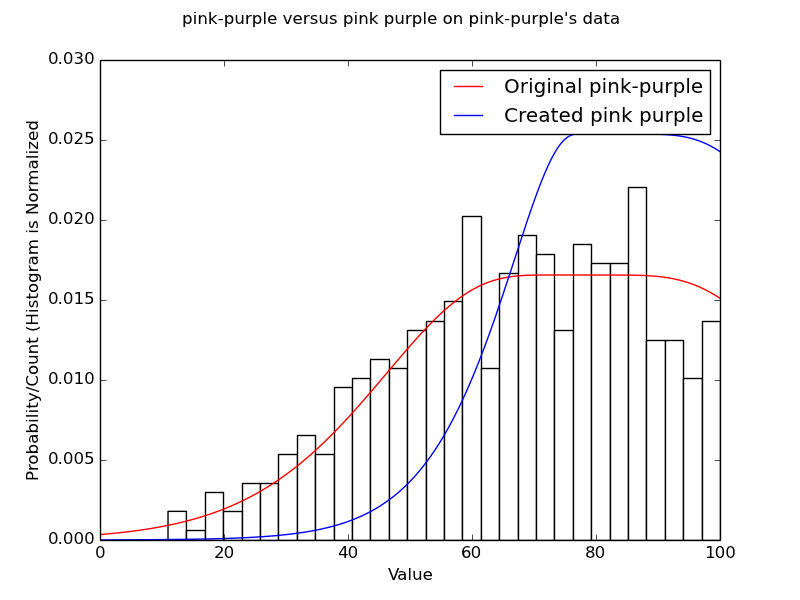 pink-purple versus pink purple on pink-purple's data
Original pink-purple
Created pink purple
Probability/Count (Histogram is Normalized
0.030
0.025
0.020
0.015
0.010
0.005
0.000
0 20 40 60 80 100
Value